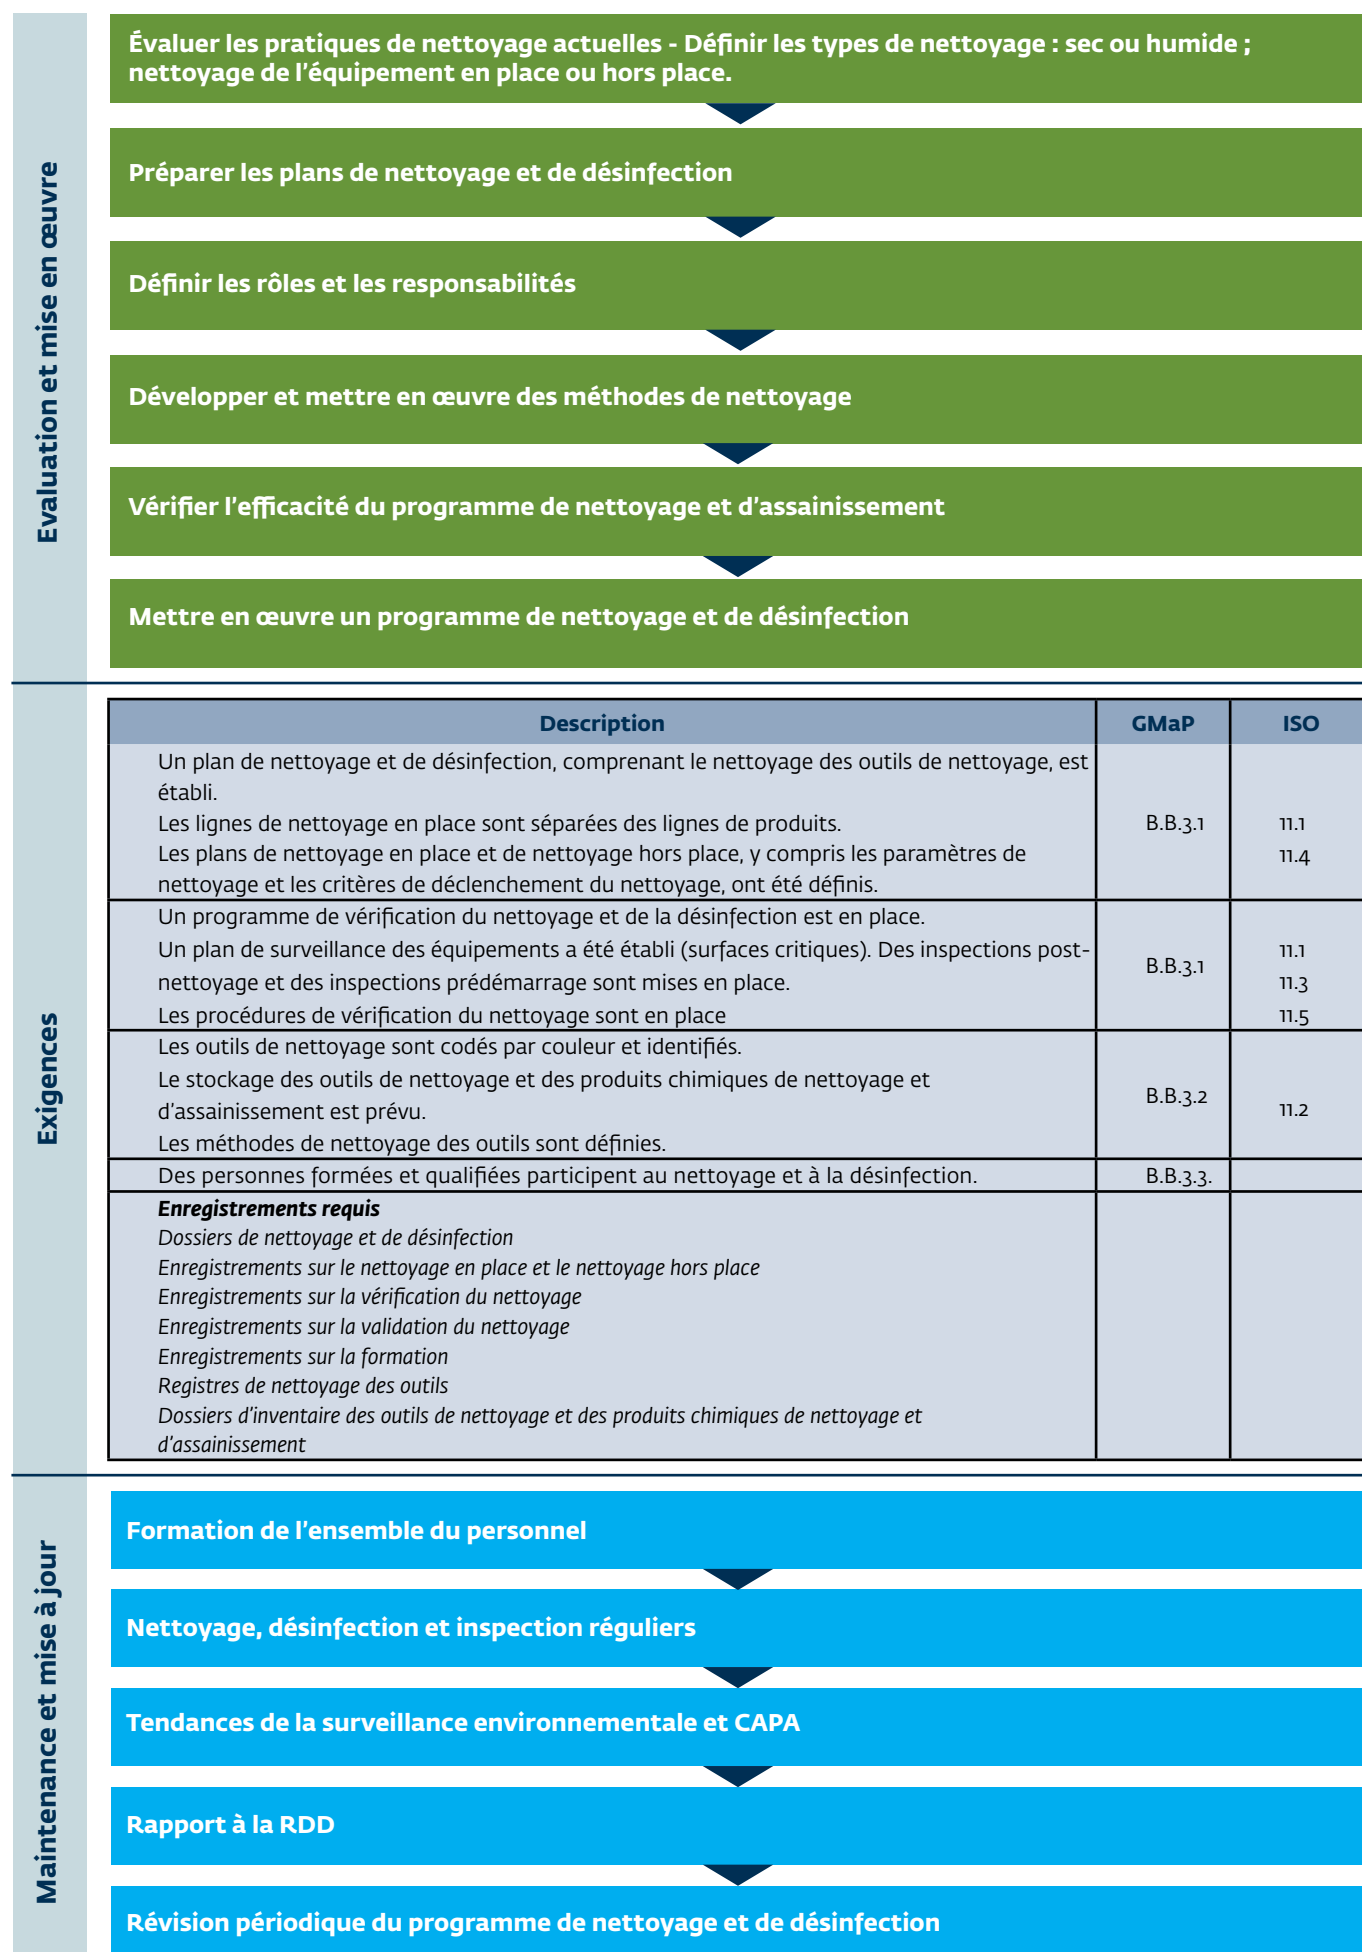 Evaluation et mise en œuvre
Évaluer les pratiques de nettoyage actuelles - Définir les types de nettoyage : sec ou humide ;
nettoyage de l'équipement en place ou hors place.
Préparer les plans de nettoyage et de désinfection
Définir les rôles et les responsabilités
Développer et mettre en œuvre des méthodes de nettoyage
Vérifier l'efficacité du programme de nettoyage et d'assainissement
Mettre en œuvre un programme de nettoyage et de désinfection
Exigences
Description GMaP ISO
Un plan de nettoyage et de désinfection, comprenant le nettoyage des outils de nettoyage, est
établi.
Les lignes de nettoyage en place sont séparées des lignes de produits. B.B.3.1 11.1
Les plans de nettoyage en place et de nettoyage hors place, y compris les paramètres de 11.4
nettoyage et les critères de déclenchement du nettoyage, ont été définis.
Un programme de vérification du nettoyage et de la désinfection est en place.
Un plan de surveillance des équipements a été établi (surfaces critiques). Des inspections post- B.B.3.1 11.1
nettoyage et des inspections prédémarrage sont mises en place. 11.3
Les procédures de vérification du nettoyage sont en place 11.5
Les outils de nettoyage sont codés par couleur et identifiés.
Le stockage des outils de nettoyage et des produits chimiques de nettoyage et B.B.3.2
d'assainissement est prévu. 11.2
Les méthodes de nettoyage des outils sont définies.
Des personnes formées et qualifiées participent au nettoyage et à la désinfection. B.B.3.3.
Enregistrements requis
Dossiers de nettoyage et de désinfection
Enregistrements sur le nettoyage en place et le nettoyage hors place
Enregistrements sur la vérification du nettoyage
Enregistrements sur la validation du nettoyage
Enregistrements sur la formation
Registres de nettoyage des outils
Dossiers d'inventaire des outils de nettoyage et des produits chimiques de nettoyage et
d'assainissement
Maintenance et mise à jour
Formation de l'ensemble du personnel
Nettoyage, désinfection et inspection réguliers
Tendances de la surveillance environnementale et CAPA
Rapport à la RDD
Révision périodique du programme de nettoyage et de désinfection